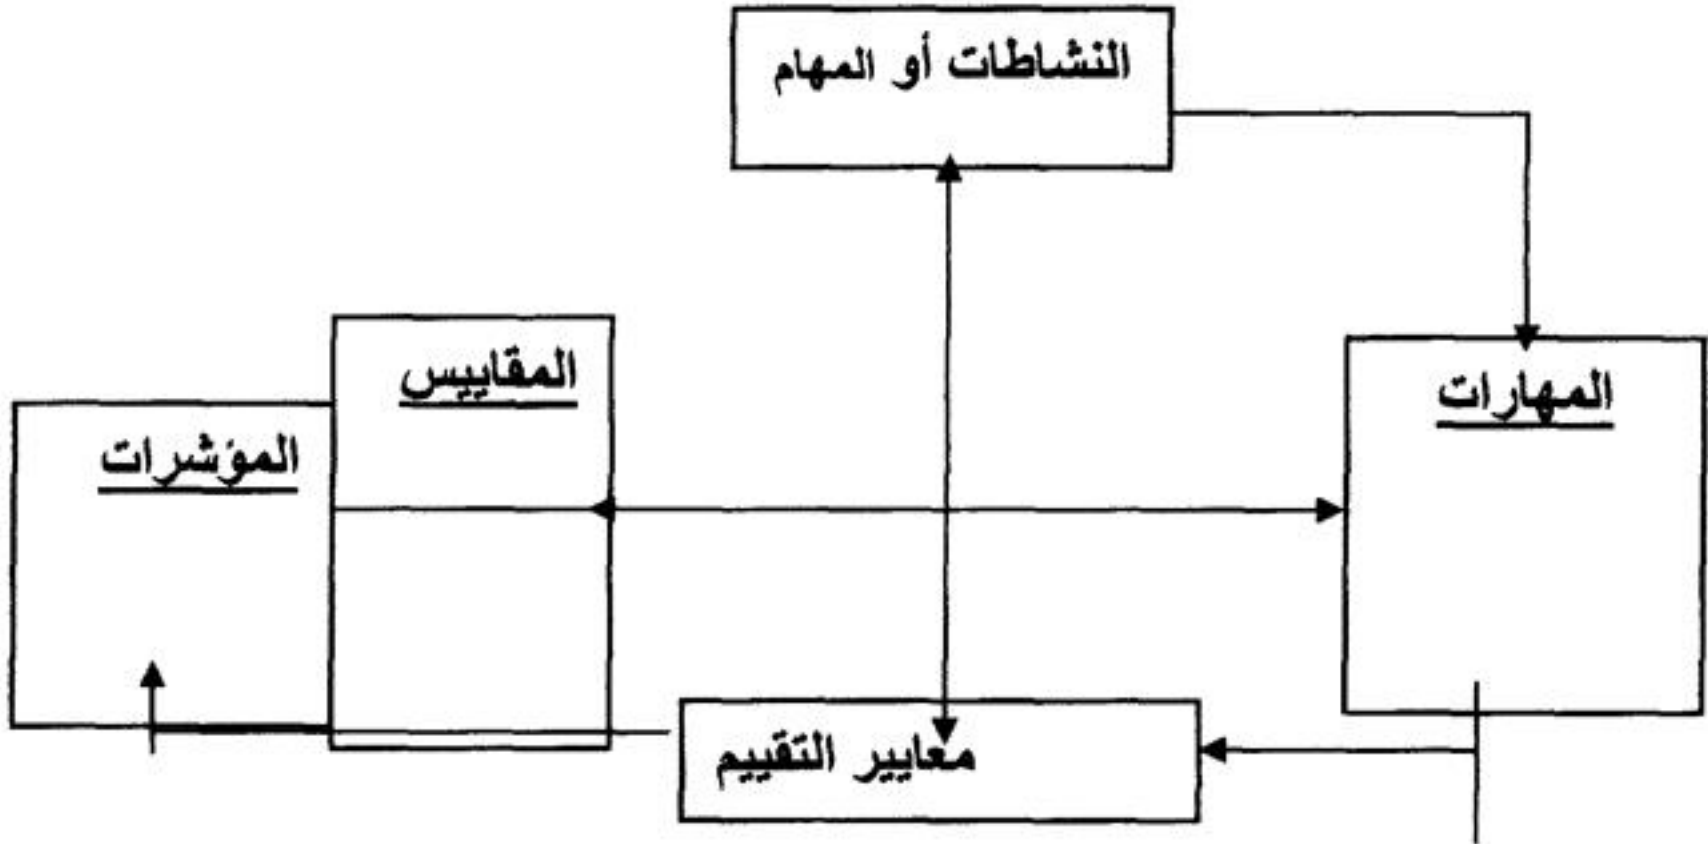 النشاطات أو المهام
المهارات
المقاييس
المؤشرات
معايير التقييم